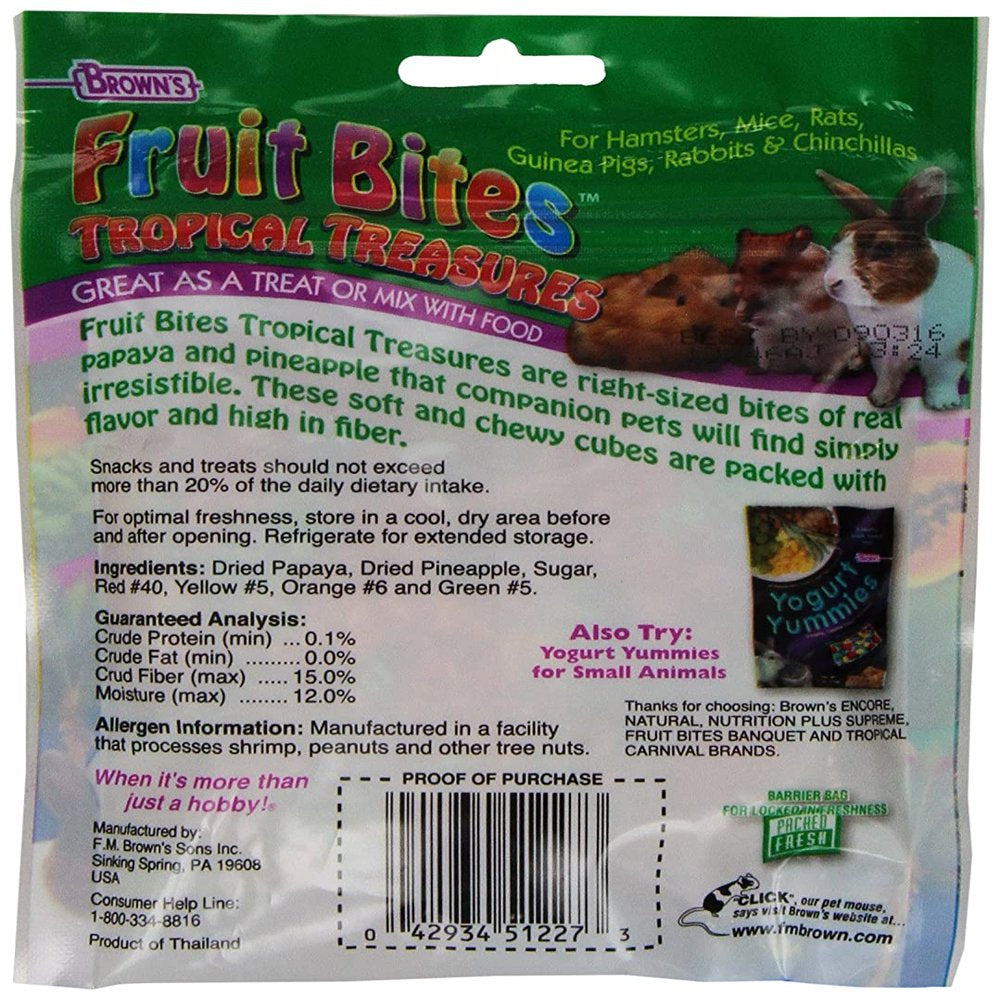 BROWN'S
Fruit Bites™
TROPICAL TREASURES
For Hamsters, Mice, Rats,
Guinea Pigs, Rabbits & Chinchillas
GREAT AS A TREAT OR MIX WITH FOOD
BY 090316
Fruit Bites Tropical Treasures are right-sized bites of real
papaya and pineapple that companion pets will find simply
irresistible. These soft and chewy cubes are packed with
flavor and high in fiber.
Snacks and treats should not exceed
more than 20% of the daily dietary intake.
For optimal freshness, store in a cool, dry area before
and after opening. Refrigerate for extended storage.
Ingredients: Dried Papaya, Dried Pineapple, Sugar,
Red #40, Yellow #5, Orange #6 and Green #5.
Guaranteed Analysis:
Crude Protein (min) ... 0.1%
Crude Fat (min) ......... 0.0%
Crud Fiber (max) ..... 15.0%
Moisture (max) ......... 12.0%
BROWN'S
Yogurt
Yummies
Also Try:
Yogurt Yummies
for Small Animals
Allergen Information: Manufactured in a facility
that processes shrimp, peanuts and other tree nuts.
Thanks for choosing: Brown's ENCORE,
NATURAL, NUTRITION PLUS SUPREME,
FRUIT BITES BANQUET AND TROPICAL
CARNIVAL BRANDS.
When it's more than
just a hobby!®
Manufactured by:
F.M. Brown's Sons Inc.
Sinking Spring, PA 19608
USA
Consumer Help Line:
1-800-334-8816
Product of Thailand
PROOF OF PURCHASE
0 42934 51227 3
BARRIER BAG
FOR LOCKED IN FRESHNESS
PACKED
FRESH
"CLICK", our pet mouse,
says visit Brown's website at...
www.fmbrown.com